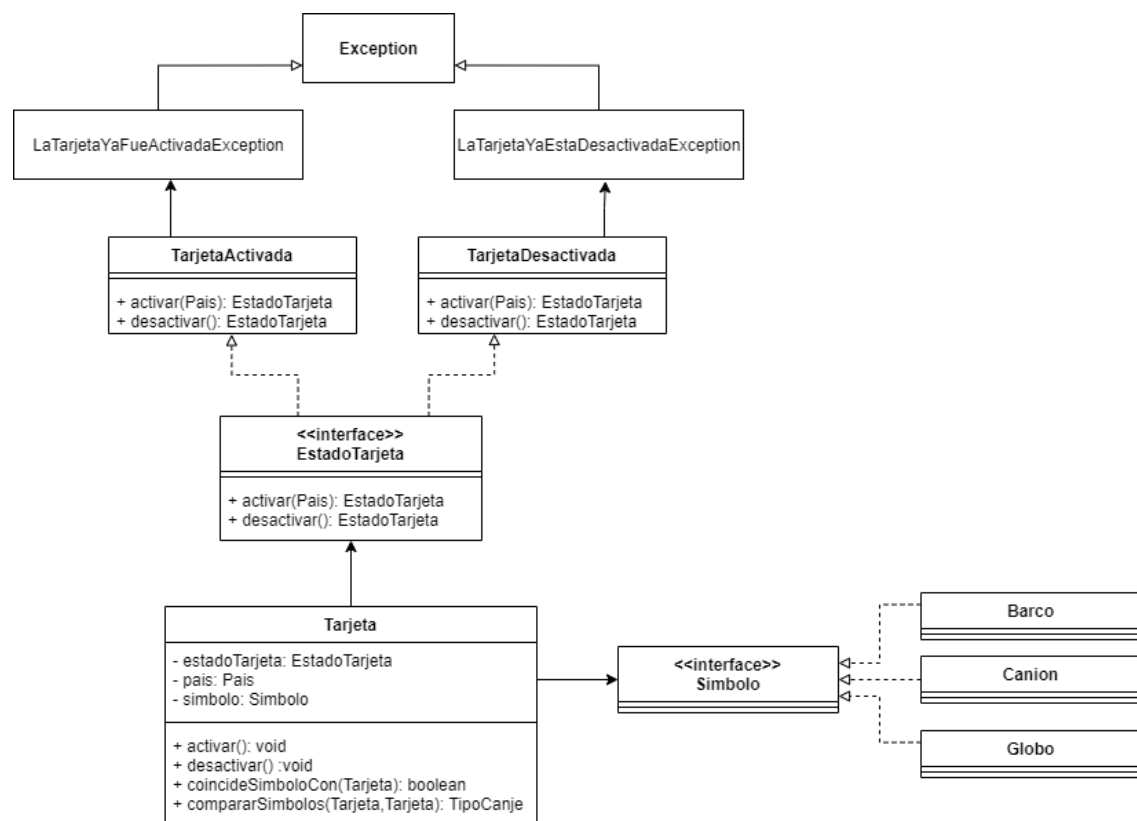 Exception
LaTarjetaYaFueActivadaException
LaTarjetaYaEstaDesactivadaException
TarjetaActivada
+ activar(Pais): EstadoTarjeta
+ desactivar(): EstadoTarjeta
TarjetaDesactivada
+ activar(Pais): EstadoTarjeta
+ desactivar(): EstadoTarjeta
<<interface>>
EstadoTarjeta
+ activar(Pais): EstadoTarjeta
+ desactivar(): EstadoTarjeta
Tarjeta
- estadoTarjeta: EstadoTarjeta
- pais: Pais
- simbolo: Simbolo
+ activar(): void
+ desactivar() :void
+ coincideSimboloCon(Tarjeta): boolean
+ compararSimbolos(Tarjeta,Tarjeta): TipoCanje
<<interface>>
Simbolo
Barco
Canion
Globo